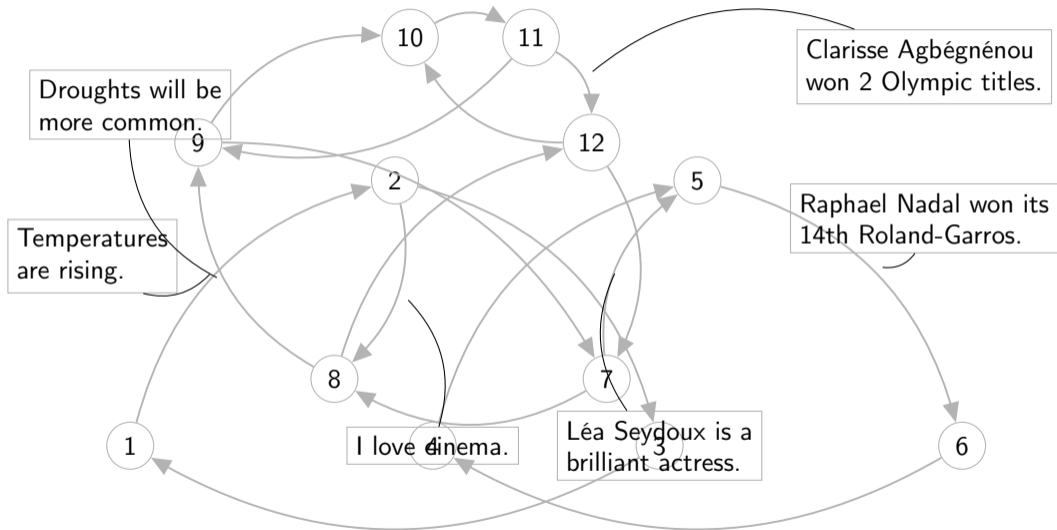 10
11
Clarisse Agbégnénou
won 2 Olympic titles.
Droughts will be
more common.
9
12
2
5
Raphael Nadal won its
14th Roland-Garros.
Temperatures
are rising.
8
7
1
I love cinema.
4
Léa Seydoux is a
brilliant actress.
3
6